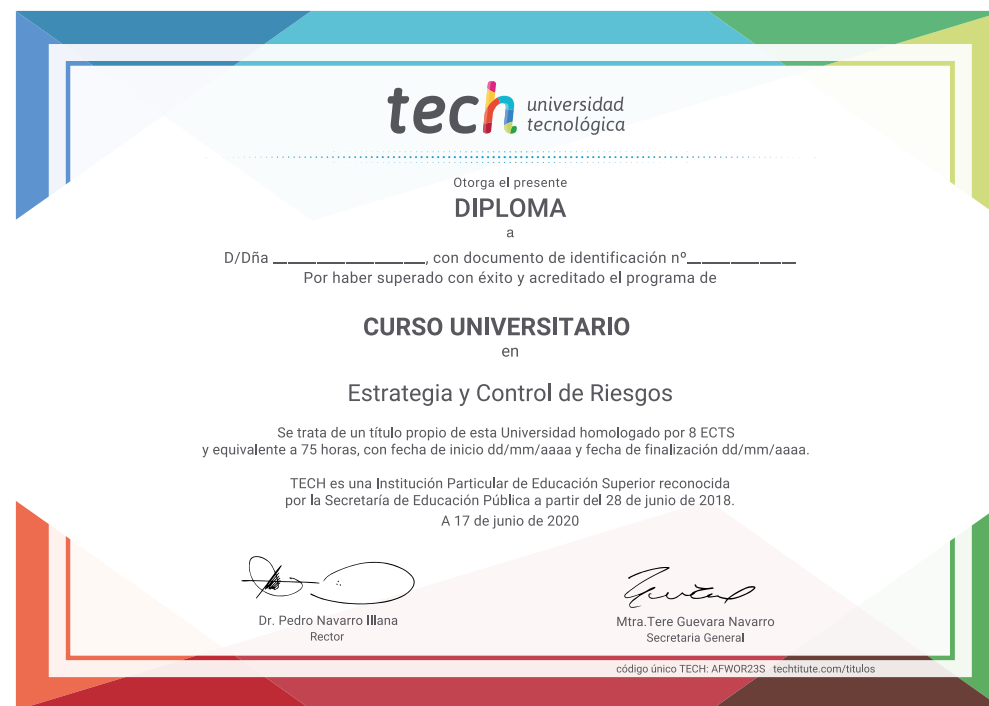 tech universidad
tecnológica
Otorga el presente
DIPLOMA
a
D/Dña ____________________, con documento de identificación nº______________
Por haber superado con éxito y acreditado el programa de
CURSO UNIVERSITARIO
en
Estrategia y Control de Riesgos
Se trata de un título propio de esta Universidad homologado por 8 ECTS
y equivalente a 75 horas, con fecha de inicio dd/mm/aaaa y fecha de finalización dd/mm/aaaa.
TECH es una Institución Particular de Educación Superior reconocida
por la Secretaría de Educación Pública a partir del 28 de junio de 2018.
A 17 de junio de 2020
Dr. Pedro Navarro Illana
Rector
Mtra.Tere Guevara Navarro
Secretaria General
código único TECH: AFWOR23S techtitute.com/titulos